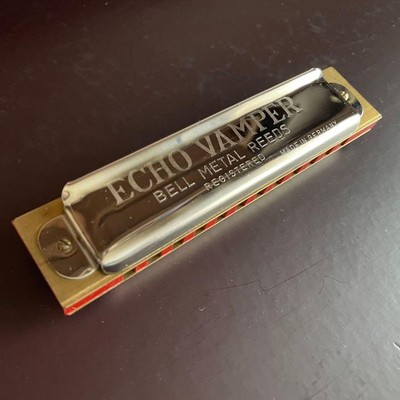 ECHO VAMPER
BELL METAL REEDS
REGISTERED MADE IN GERMANY